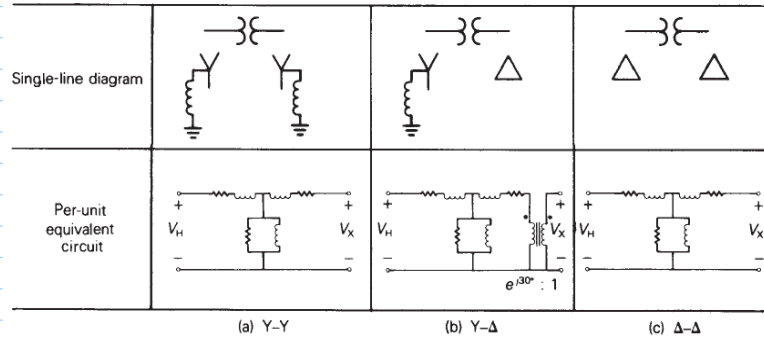 Single-line diagram
Per-unit
equivalent
circuit
+
V_H
−
+
V_X
−
+
V_H
−
+
V_X
−
e^{j30°} : 1
+
V_H
−
+
V_X
−
(a) Y–Y
(b) Y–Δ
(c) Δ–Δ